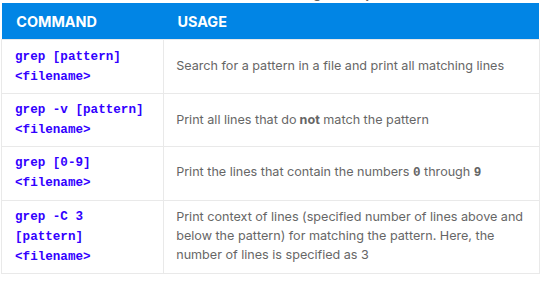 COMMAND USAGE
grep [pattern]
<filename>
Search for a pattern in a file and print all matching lines
grep -v [pattern]
<filename>
Print all lines that do not match the pattern
grep [0-9]
<filename>
Print the lines that contain the numbers 0 through 9
grep -C 3
[pattern]
<filename>
Print context of lines (specified number of lines above and
below the pattern) for matching the pattern. Here, the
number of lines is specified as 3